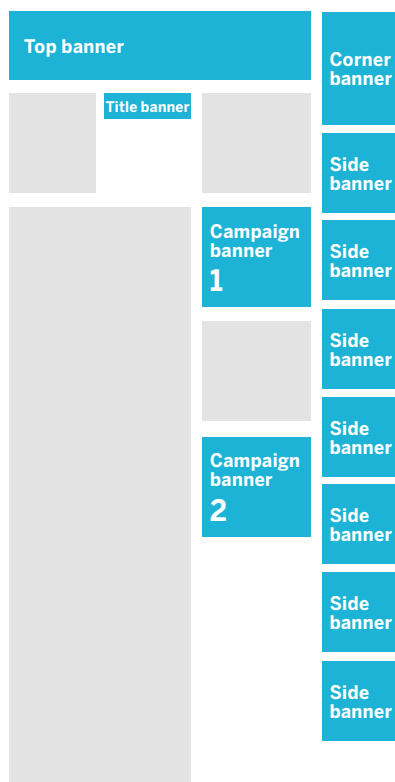 Top banner
Corner
banner
Title banner
Side
banner
Campaign
banner
1
Side
banner
Side
banner
Side
banner
Campaign
banner
2
Side
banner
Side
banner
Side
banner